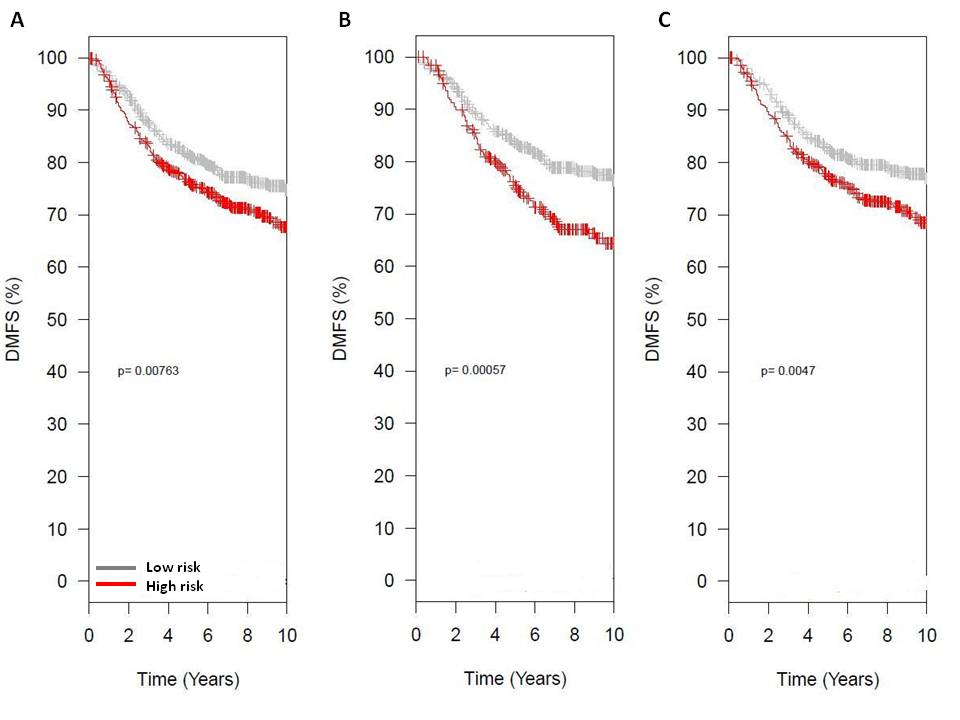 A
B
C
100
90
80
70
60
50
40
30
20
10
0
DMFS (%)
p= 0.00763
Low risk
High risk
0 2 4 6 8 10
Time (Years)
100
90
80
70
60
50
40
30
20
10
0
DMFS (%)
p= 0.00057
0 2 4 6 8 10
Time (Years)
100
90
80
70
60
50
40
30
20
10
0
DMFS (%)
p= 0.0047
0 2 4 6 8 10
Time (Years)